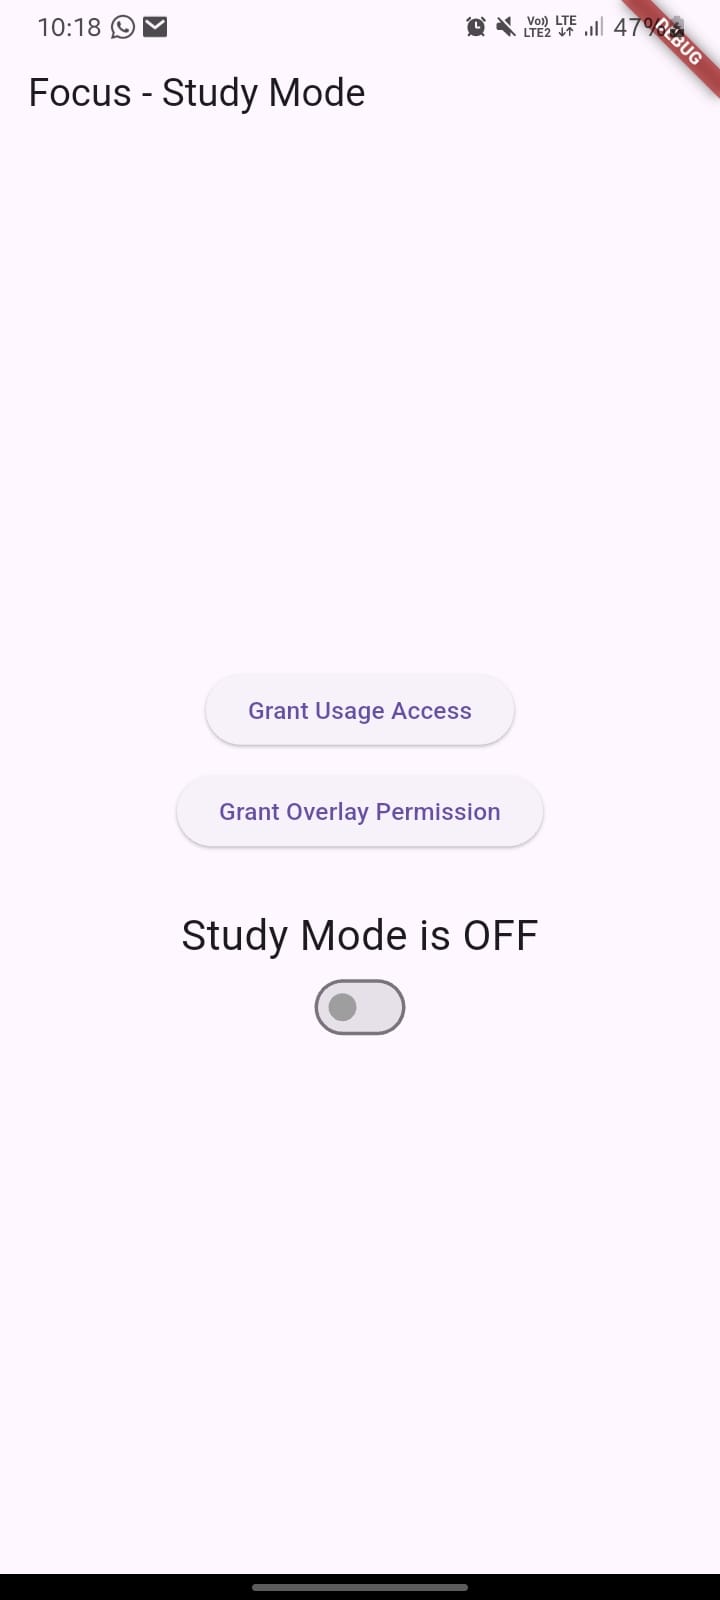 10:18
Vo)) LTE
LTE2
47%
DEBUG
Focus - Study Mode
Grant Usage Access
Grant Overlay Permission
Study Mode is OFF